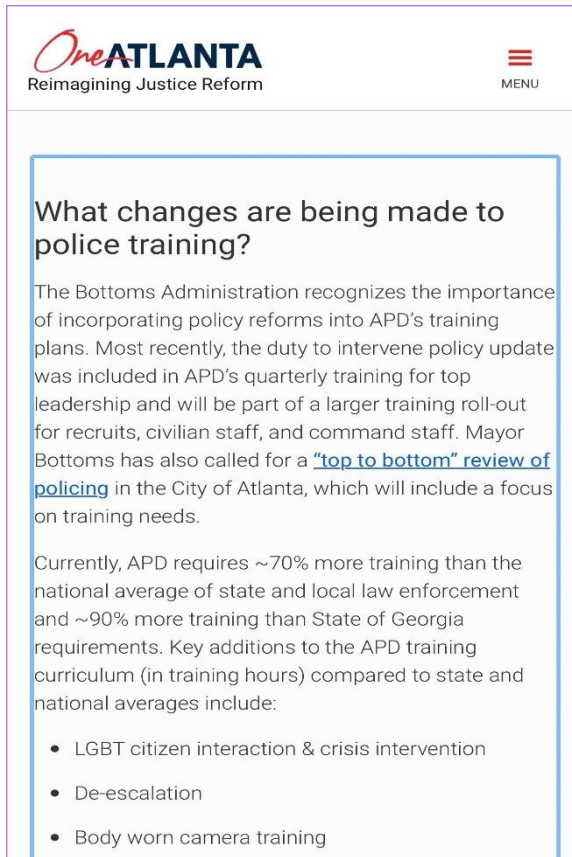 OneATLANTA
Reimagining Justice Reform
MENU
What changes are being made to
police training?
The Bottoms Administration recognizes the importance
of incorporating policy reforms into APD’s training
plans. Most recently, the duty to intervene policy update
was included in APD’s quarterly training for top
leadership and will be part of a larger training roll-out
for recruits, civilian staff, and command staff. Mayor
Bottoms has also called for a “top to bottom” review of
policing in the City of Atlanta, which will include a focus
on training needs.
Currently, APD requires ~70% more training than the
national average of state and local law enforcement
and ~90% more training than State of Georgia
requirements. Key additions to the APD training
curriculum (in training hours) compared to state and
national averages include:
• LGBT citizen interaction & crisis intervention
• De-escalation
• Body worn camera training